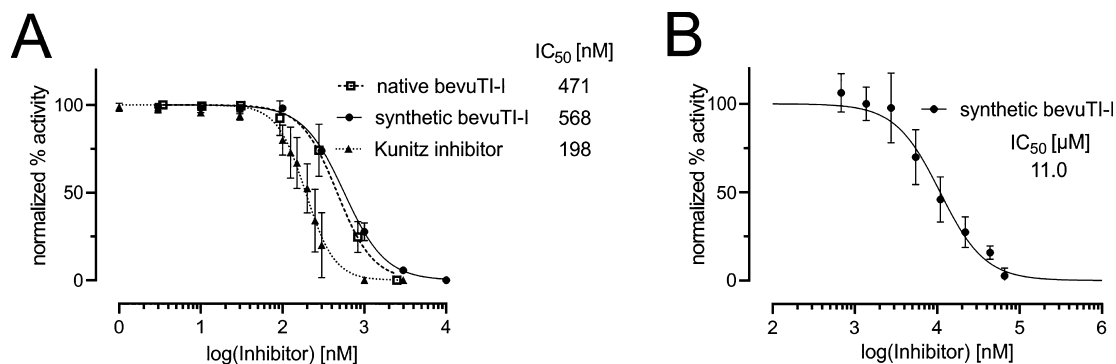 A
IC50 [nM]
native bevuTI-I 471
synthetic bevuTI-I 568
Kunitz inhibitor 198
normalized % activity
100
50
0
0 1 2 3 4
log(Inhibitor) [nM]
B
synthetic bevuTI-I
IC50 [µM]
11.0
normalized % activity
100
50
0
2 3 4 5 6
log(Inhibitor) [nM]